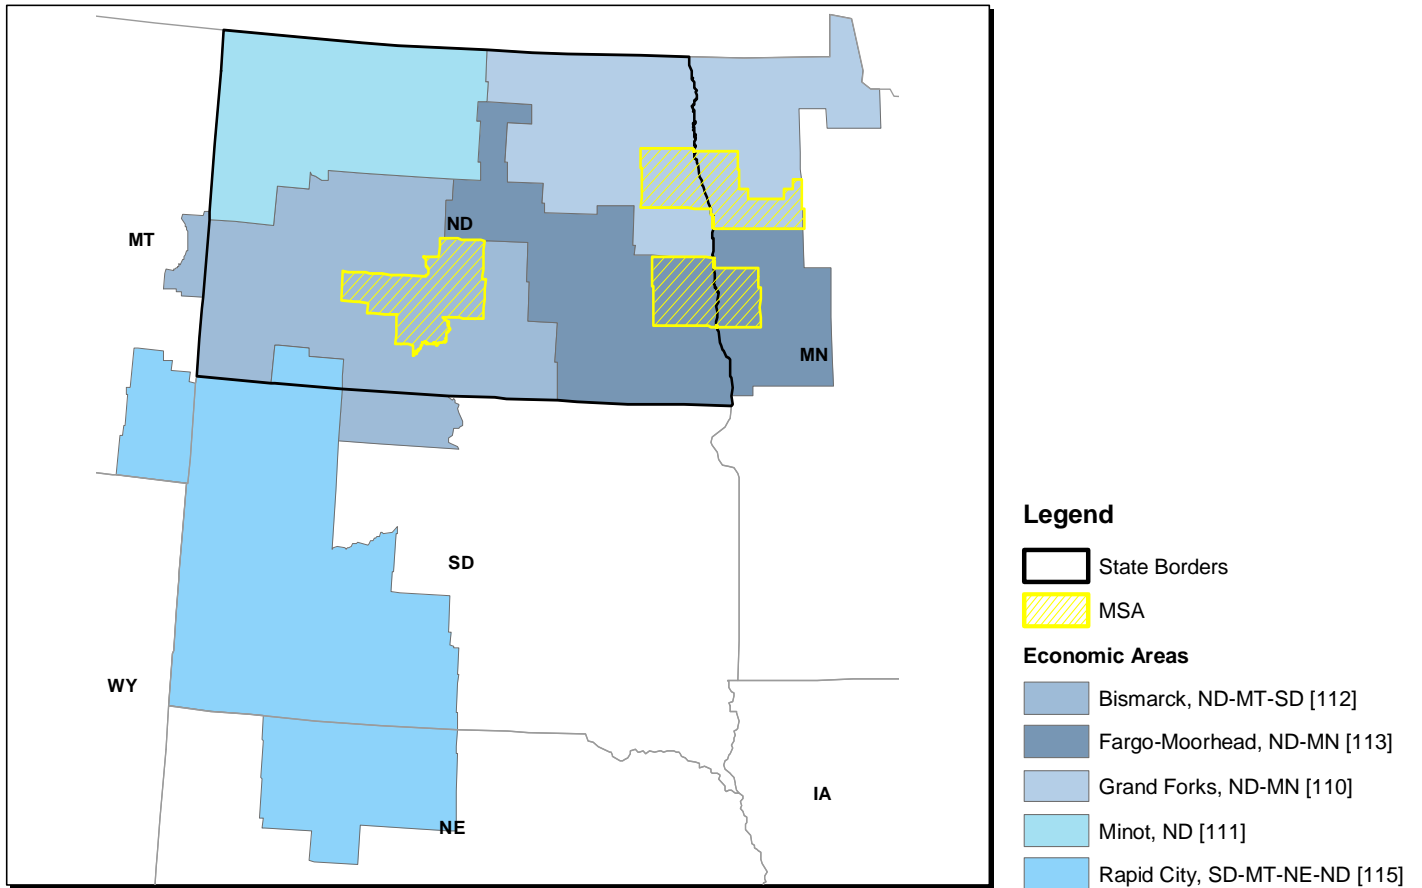 ND
MT
MN
SD
WY
IA
NE
Legend
State Borders
MSA
Economic Areas
Bismarck, ND-MT-SD [112]
Fargo-Moorhead, ND-MN [113]
Grand Forks, ND-MN [110]
Minot, ND [111]
Rapid City, SD-MT-NE-ND [115]